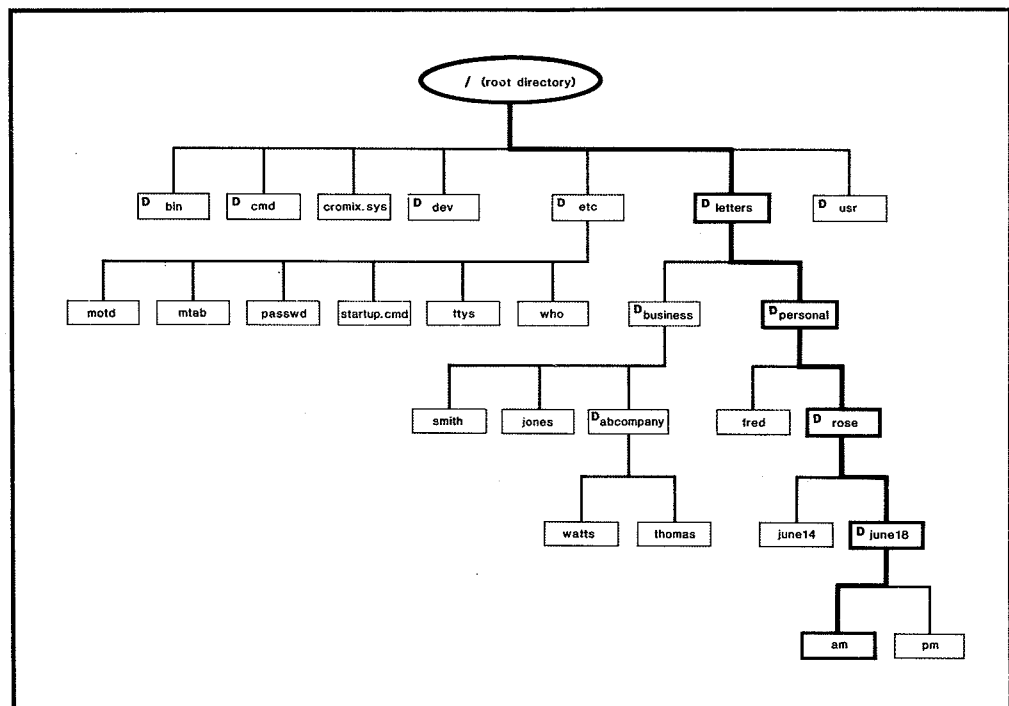 / (root directory)
D bin D cmd cromix.sys D dev D etc D letters D usr
motd mtab passwd startup.cmd ttys who D business D personal
smith jones D abcompany fred D rose
watts thomas june14 D june18
am pm